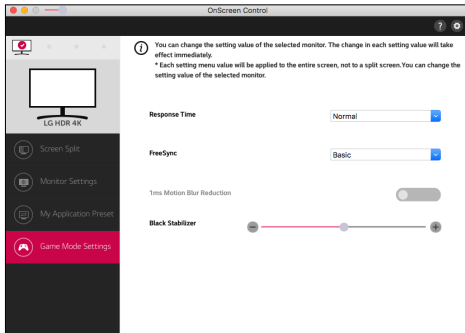 OnScreen Control
?
You can change the setting value of the selected monitor. The change in each setting value will take
effect immediately.
* Each setting menu value will be applied to the entire screen, not to a split screen.You can change the
setting value of the selected monitor.
LG HDR 4K
Screen Split
Monitor Settings
My Application Preset
Game Mode Settings
Response Time
Normal
FreeSync
Basic
1ms Motion Blur Reduction
Black Stabilizer